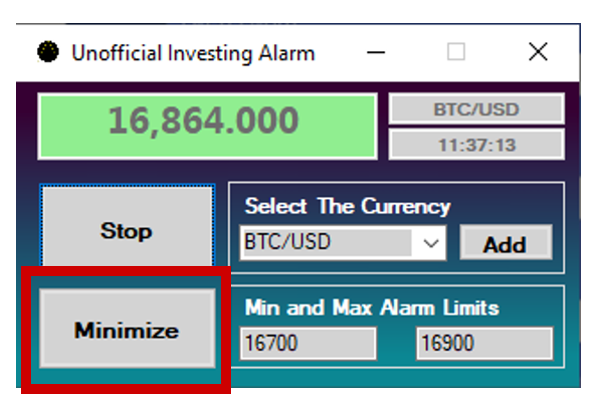 Unofficial Investing Alarm
16,864.000
BTC/USD
11:37:13
Stop
Select The Currency
BTC/USD
Add
Minimize
Min and Max Alarm Limits
16700
16900